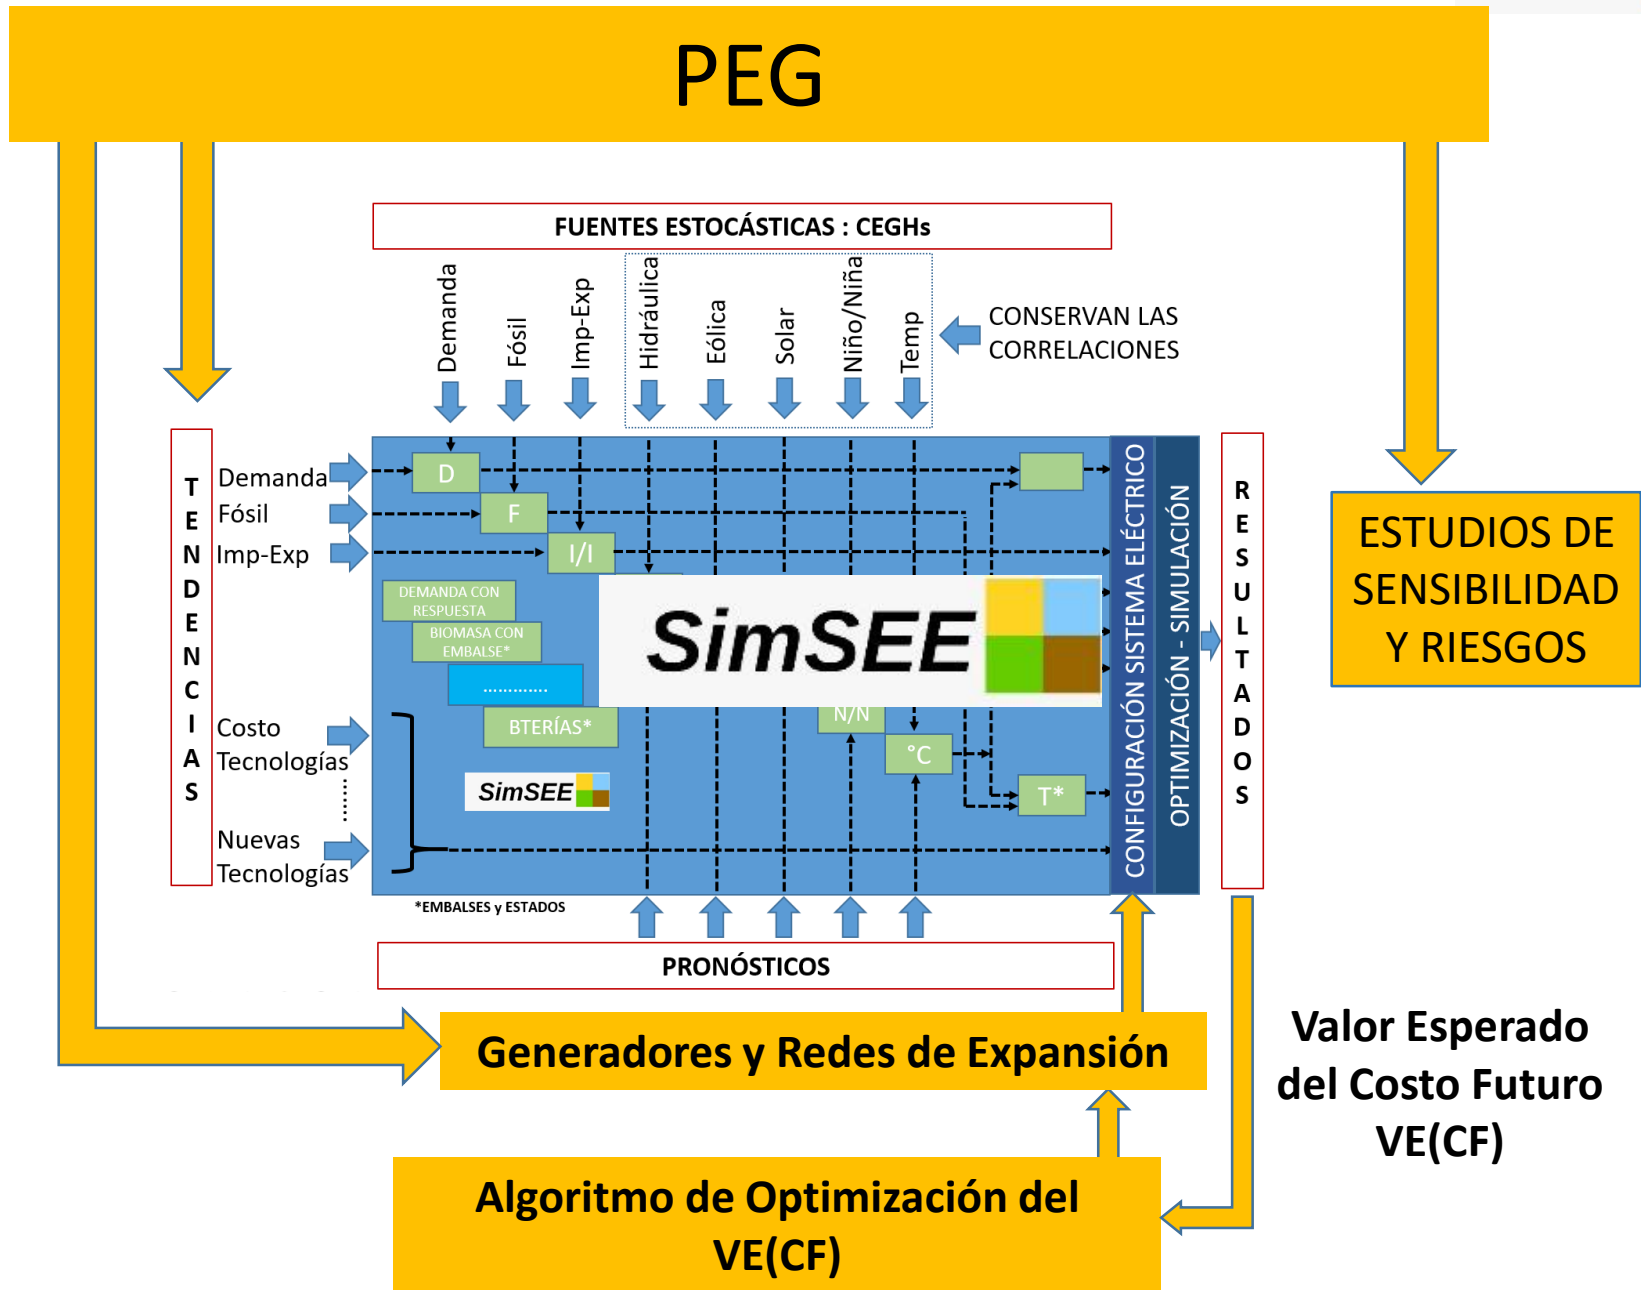 PEG
FUENTES ESTOCÁSTICAS : CEGHs
Demanda
Fósil
Imp-Exp
Hidráulica
Eólica
Solar
Niño/Niña
Temp
CONSERVAN LAS
CORRELACIONES
TENDENCIAS
Demanda
Fósil
Imp-Exp
Costo
Tecnologías
........
Nuevas
Tecnologías
D
F
I/I
DEMANDA CON
RESPUESTA
BIOMASA CON
EMBALSE*
.............
BTERÍAS*
SimSEE
SimSEE
N/N
°C
T*
CONFIGURACIÓN SISTEMA ELÉCTRICO
OPTIMIZACIÓN - SIMULACIÓN
RESULTADOS
ESTUDIOS DE
SENSIBILIDAD
Y RIESGOS
*EMBALSES y ESTADOS
PRONÓSTICOS
Generadores y Redes de Expansión
Valor Esperado
del Costo Futuro
VE(CF)
Algoritmo de Optimización del
VE(CF)